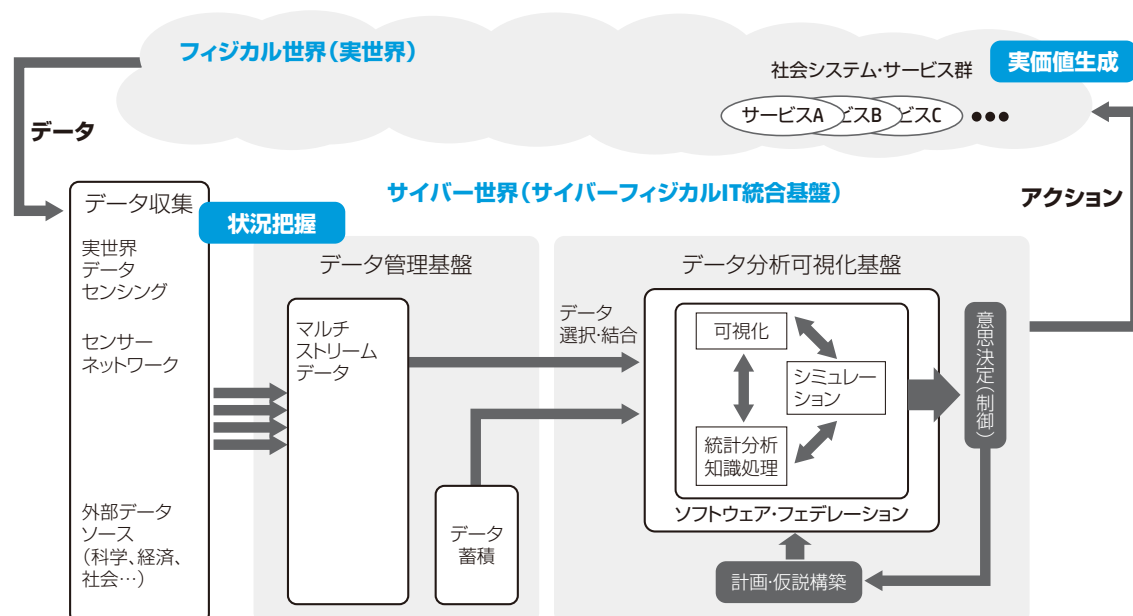 フィジカル世界(実世界)
実価値生成
社会システム・サービス群
サービスA
ビスB
ビスC
●●●
データ
サイバー世界(サイバーフィジカルIT統合基盤)
アクション
データ収集
状況把握
実世界
データ
センシング
センサー
ネットワーク
外部データ
ソース
(科学、経済、
社会…)
データ管理基盤
マルチ
ストリーム
データ
データ
蓄積
データ
選択・結合
データ分析可視化基盤
可視化
シミュレー
ション
統計分析
知識処理
ソフトウェア・フェデレーション
意思決定(制御)
計画・仮説構築